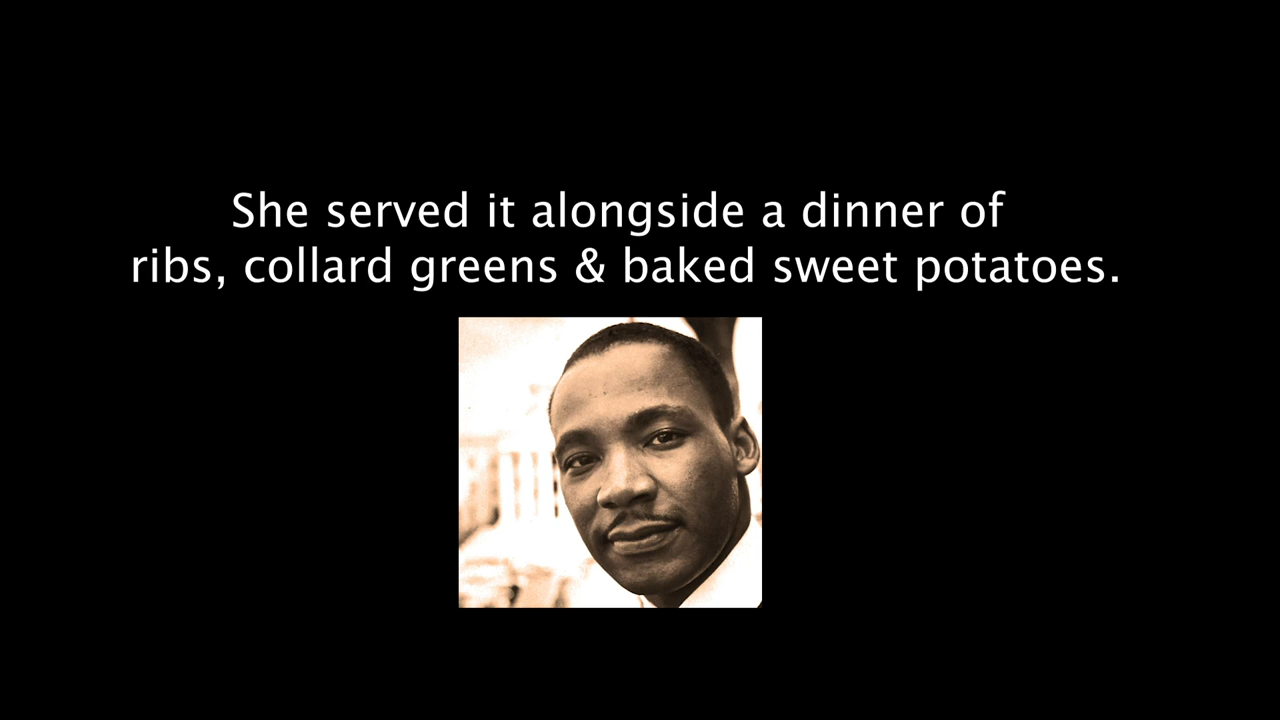 She served it alongside a dinner of
ribs, collard greens & baked sweet potatoes.